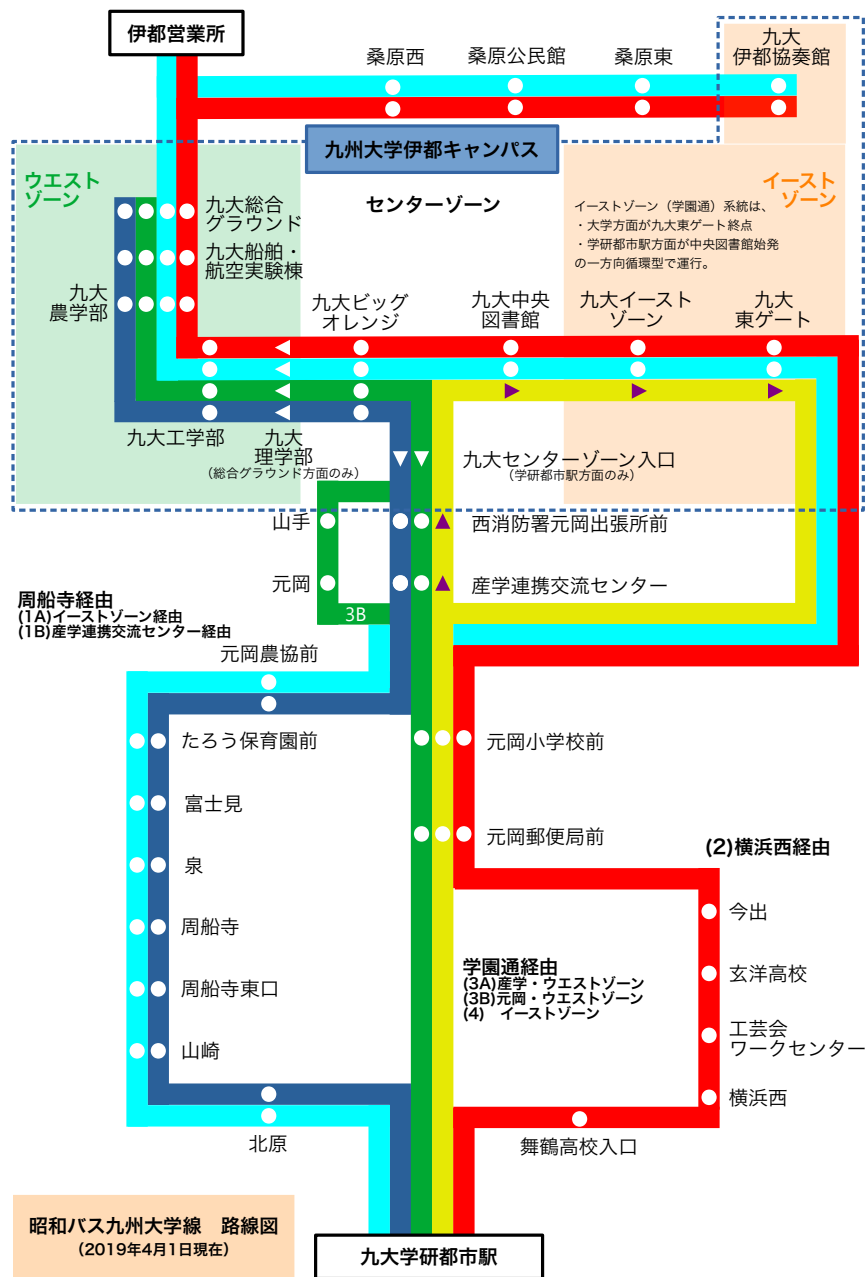 伊都営業所
桑原西
桑原公民館
桑原東
九大
伊都協奏館
九州大学伊都キャンパス
ウエスト
ゾーン
センターゾーン
イースト
ゾーン
イーストゾーン（学園通）系統は、
・大学方面が九大東ゲート終点
・学研都市駅方面が中央図書館始発
の一方向循環型で運行。
九大総合
グラウンド
九大船舶・
航空実験棟
九大
農学部
九大ビッグ
オレンジ
九大中央
図書館
九大イースト
ゾーン
九大
東ゲート
九大工学部
九大
理学部
（総合グラウンド方面のみ）
九大センターゾーン入口
（学研都市駅方面のみ）
山手
西消防署元岡出張所前
元岡
産学連携交流センター
3B
周船寺経由
(1A)イーストゾーン経由
(1B)産学連携交流センター経由
元岡農協前
たろう保育園前
元岡小学校前
富士見
元岡郵便局前
(2)横浜西経由
泉
今出
周船寺
学園通経由
(3A)産学・ウエストゾーン
(3B)元岡・ウエストゾーン
(4)　イーストゾーン
玄洋高校
周船寺東口
工芸会
ワークセンター
山崎
横浜西
北原
舞鶴高校入口
昭和バス九州大学線　路線図
（2019年4月1日現在）
九大学研都市駅